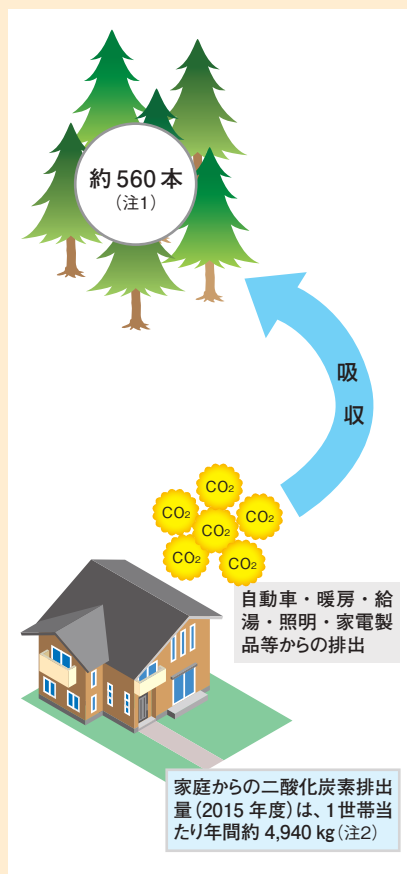 約560本
(注1)
吸
収
CO₂
CO₂
CO₂
CO₂
CO₂
CO₂
自動車・暖房・給
湯・照明・家電製
品等からの排出
家庭からの二酸化炭素排出
量(2015 年度)は、1世帯当
たり年間約 4,940 kg(注2)